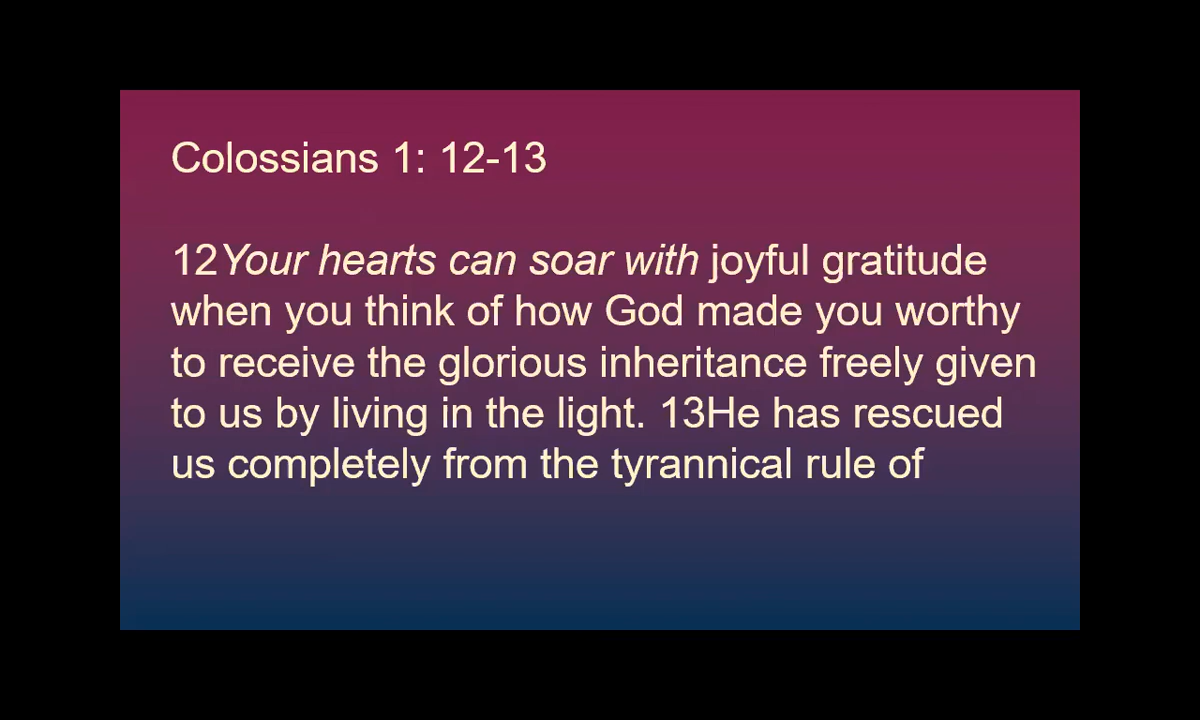 Colossians 1: 12-13
12Your hearts can soar with joyful gratitude
when you think of how God made you worthy
to receive the glorious inheritance freely given
to us by living in the light. 13He has rescued
us completely from the tyrannical rule of